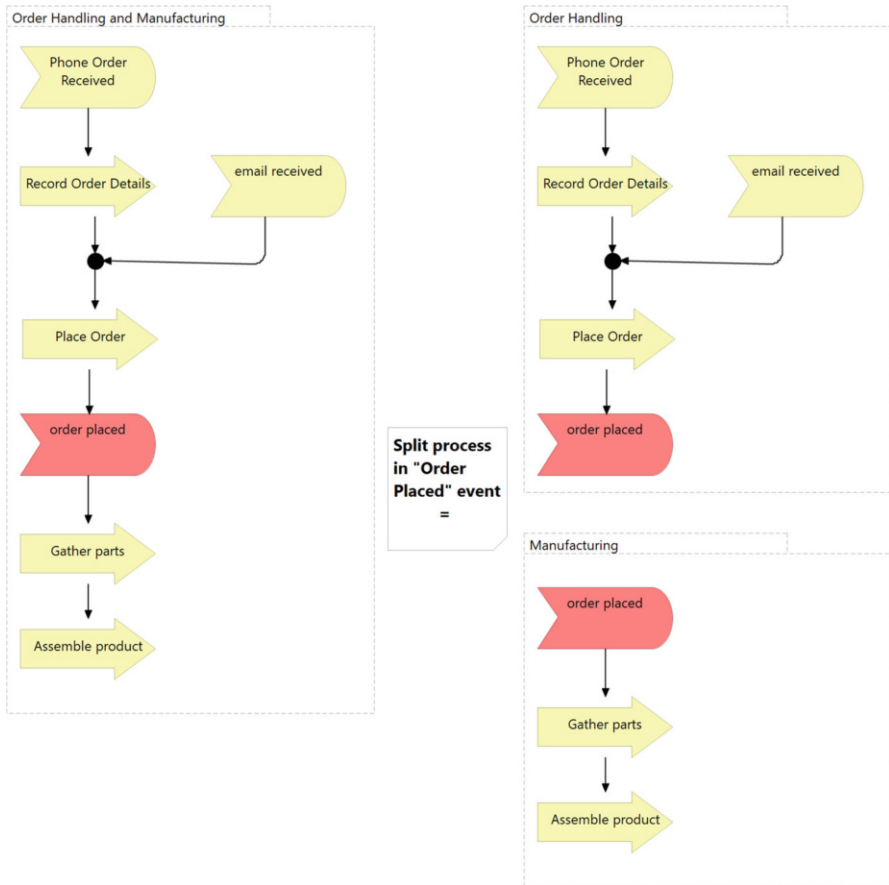 Order Handling and Manufacturing
Phone Order
Received
Record Order Details
email received
Place Order
order placed
Gather parts
Assemble product
Split process
in "Order
Placed" event
=
Order Handling
Phone Order
Received
Record Order Details
email received
Place Order
order placed
Manufacturing
order placed
Gather parts
Assemble product